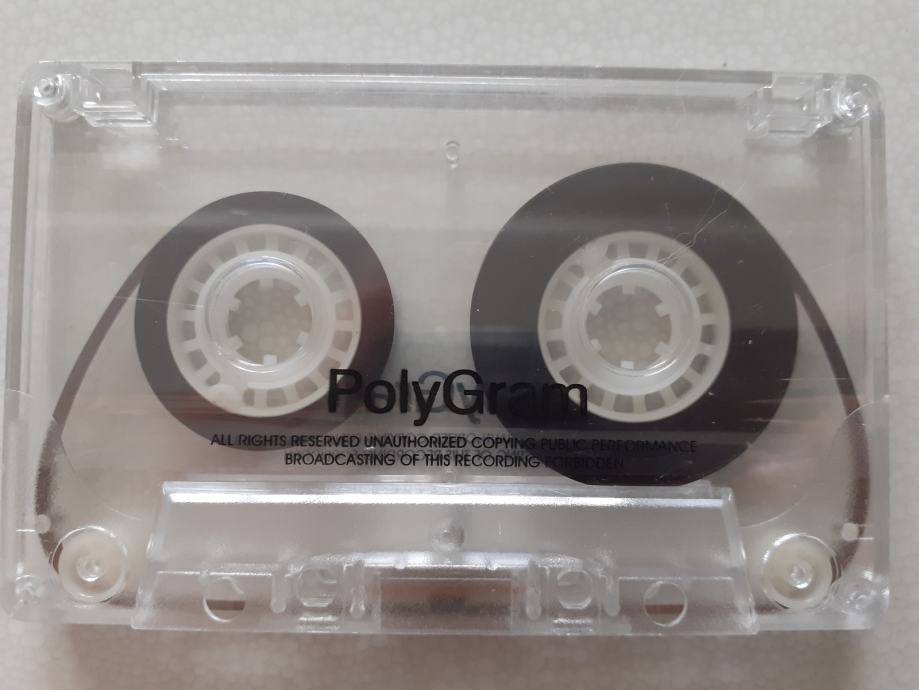 PolyGram
ALL RIGHTS RESERVED UNAUTHORIZED COPYING PUBLIC PERFORMANCE
BROADCASTING OF THIS RECORDING FORBIDDEN